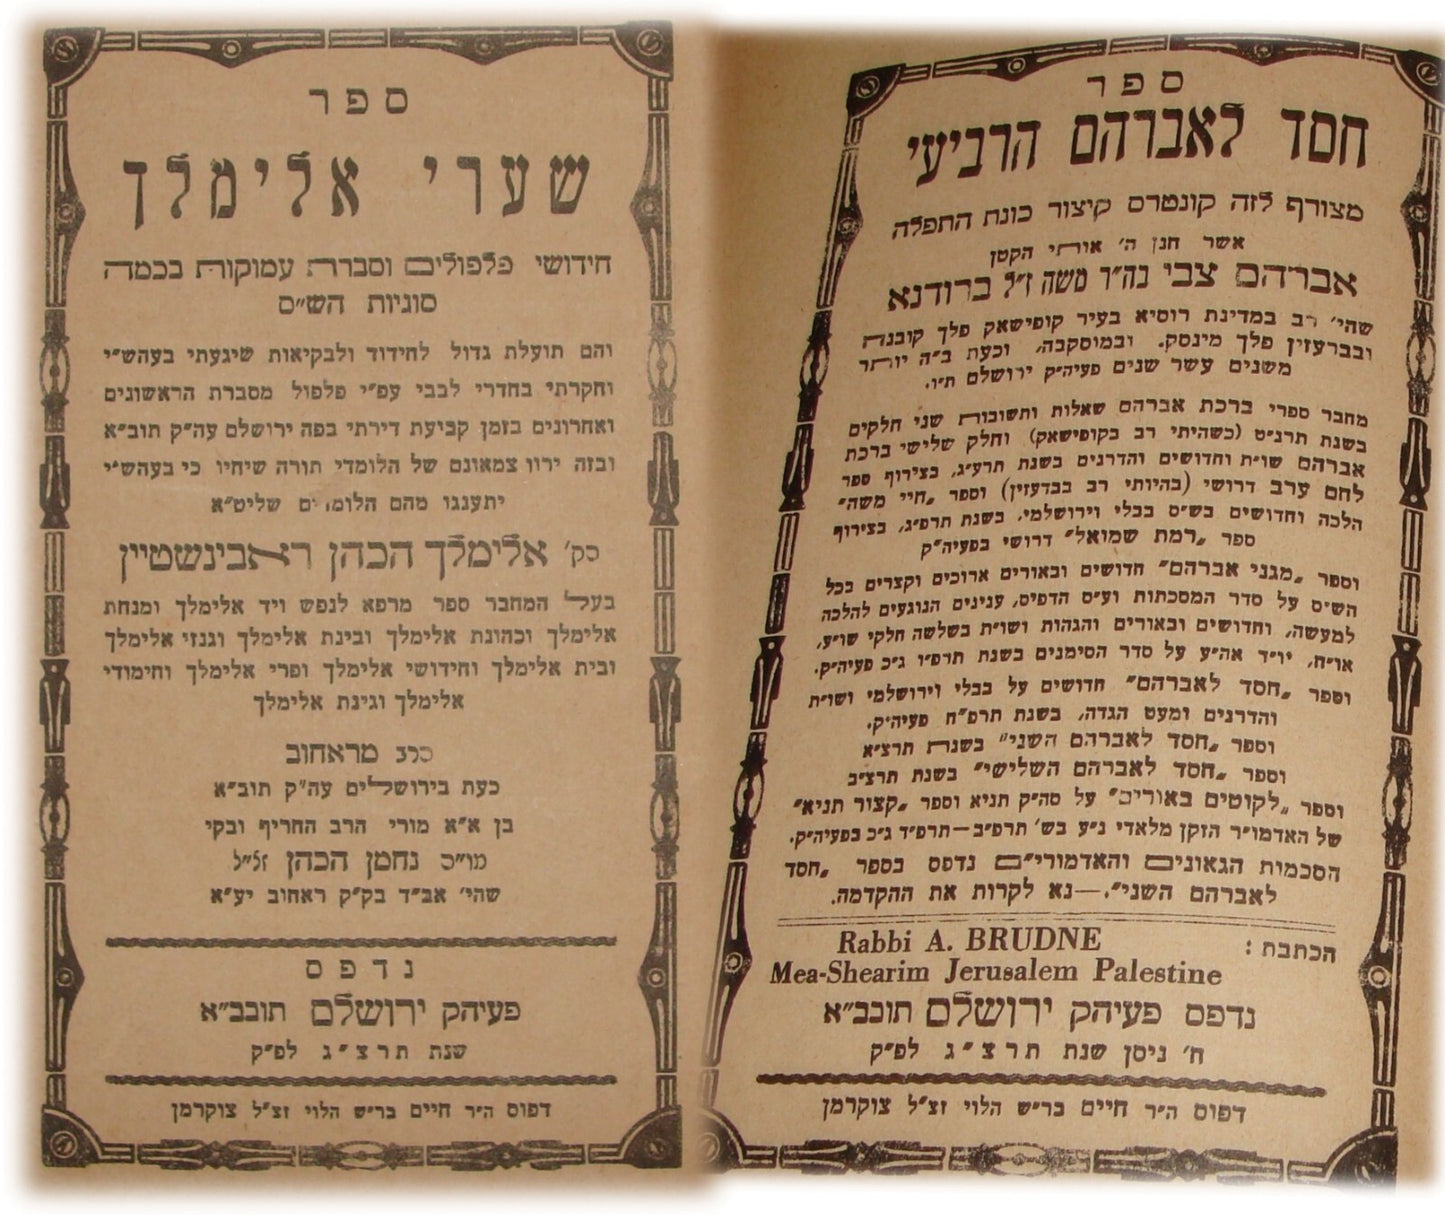 ספר
שערי אלימלך
חידושי פלפולים וסברות עמוקות בכמה
סוגיות הש״ס
והם תועלת גדול לחידוד ולבקיאות שיגעתי בעהש״י
וחקרתי בחדרי לבבי עפ״י פלפול מסברת הראשונים
ואחרונים בזמן קביעת דירתי בפה ירושלם עה״ק תוב״א
ובזה ירוו צמאונם של הלומדי תורה שיחיו כי בעהש״י
יתענגו מהם הלומדים שליט״א
אלימלך הכהן ראבינשטיין
בעל המחבר ספר מרפא לנפש ויד אלימלך ומנחת
אלימלך וכהונת אלימלך ובינת אלימלך וגנזי אלימלך
ובית אלימלך וחידושי אלימלך ופרי אלימלך וחימודי
אלימלך וגינת אלימלך
מראחוב
כעת בירושלים עה״ק תוב״א
בן א״א מורי הרב החריף ובקי
מו״ה נחמן הכהן זל״ל
שהי׳ אב״ד בק״ק ראחוב יע״א
נדפס
פעיהק ירושלם תובב״א
שנת תרצ״ג לפ״ק
דפוס ה״ר חיים בר״ש הלוי זצ״ל צוקרמן
ספר
חסד לאברהם הרביעי
מצורף לזה קונטרס קיצור כונת התפלה
אשר חנן ה׳ אותי הקטן
אברהם צבי בה״ר משה ז״ל ברודנא
שהי׳ רב במדינת רוסיא בעיר קופישאק פלך קובנה
ובברעזין פלך מינסק. ובמוסקבה, וכעת ב״ה יותר
משנים עשר שנים פעיה״ק ירושלם ת״ו.
מחבר ספרי ברכת אברהם שאלות ותשובות שני חלקים
בשנת תרנ״ט (כשהיתי רב בקופישאק) וחלק שלישי ברכת
אברהם שו״ת וחדושים והדרנים בשנת תרע״ג, בצירוף ספר
לחם ערב דרושי (בהיותי רב בבדעזין) וספר „חיי משה״
הלכה וחדושים בש״ס בבלי וירושלמי, בשנת תרפ״ג, בצירוף
ספר „רמת שמואל״ דרושי בפעיה״ק
וספר „מגני אברהם״ חדושים ובאורים ארוכים וקצרים בכל
הש״ס על סדר המסכתות וע״ס הדפים, ענינים הנוגעים להלכה
למעשה, וחדושים ובאורים והגהות ושו״ת בשלשה חלקי שו״ע,
או״ח, יו״ד אה״ע על סדר הסימנים בשנת תרפ״ו ג״כ פעיה״ק.
וספר „חסד לאברהם״ חדושים על בבלי וירושלמי ושו״ת
והדרנים ומעט הגדה, בשנת תרפ״ח פעיה״ק.
וספר „חסד לאברהם השני״ בשנת תרצ״א
וספר „חסד לאברהם השלישי״ בשנת תרצ״ב
וספר „לקוטים באורים״ על סה״ק תניא וספר „קצור תניא״
של האדמו״ר הזקן מלאדי נ״ע בש׳ תרפ״ב—תרפ״ד ג״כ בפעיה״ק.
הסכמות הגאונים והאדמורי״ם נדפס בספר „חסד
לאברהם השני״.—נא לקרות את ההקדמה.
הכתבת : Rabbi A. BRUDNE
Mea-Shearim Jerusalem Palestine
נדפס פעיהק ירושלם תובב״א
ח׳ ניסן שנת תרצ״ג לפ״ק
דפוס ה״ר חיים בר״ש הלוי זצ״ל צוקרמן